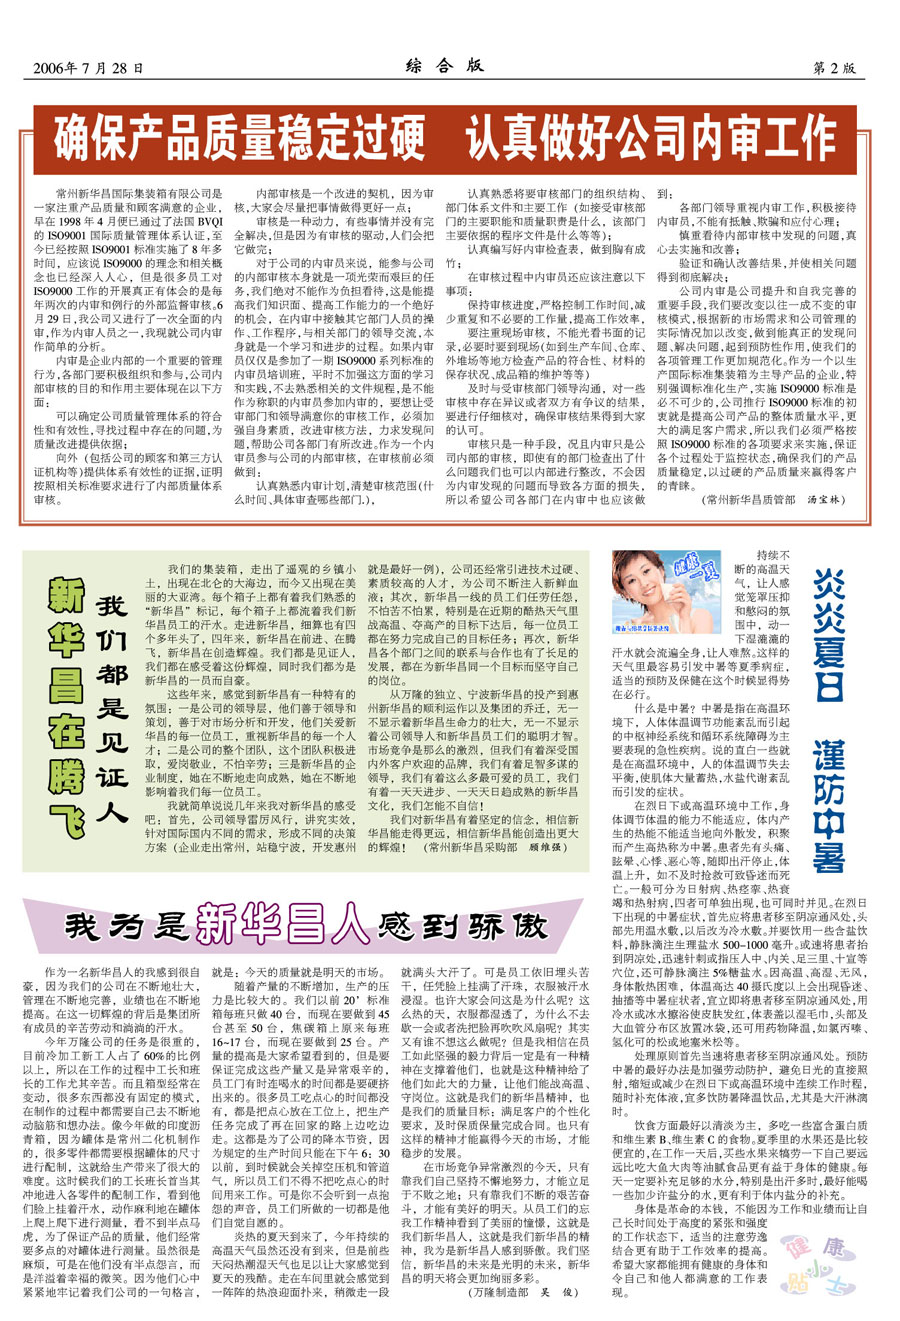 2006年 7 月 28 日
综 合 版
第 2 版
确保产品质量稳定过硬 认真做好公司内审工作
常州新华昌国际集装箱有限公司是
一家注重产品质量和顾客满意的企业,
早在 1998 年 4 月便已通过了法国 BVQI
的 ISO9001 国际质量管理体系认证,至
今已经按照 ISO9001 标准实施了 8 年多
时间，应该说 ISO9000 的理念和相关概
念也已经深入人心，但是很多员工对
ISO9000 工作的开展真正有体会的是每
年两次的内审和例行的外部监督审核。6
月 29 日,我公司又进行了一次全面的内
审,作为内审人员之一,我现就公司内审
作简单的分析。
内审是企业内部的一个重要的管理
行为,各部门要积极组织和参与,公司内
部审核的目的和作用主要体现在以下方
面：
可以确定公司质量管理体系的符合
性和有效性,寻找过程中存在的问题,为
质量改进提供依据；
向外（包括公司的顾客和第三方认
证机构等)提供体系有效性的证据,证明
按照相关标准要求进行了内部质量体系
审核。
内部审核是一个改进的契机，因为审
核,大家会尽量把事情做得更好一点；
审核是一种动力，有些事情并没有完
全解决,但是因为有审核的驱动,人们会把
它做完；
对于公司的内审员来说，能参与公司
的内部审核本身就是一项光荣而艰巨的任
务,我们绝对不能作为负担看待,这是能提
高我们知识面、提高工作能力的一个绝好
的机会，在内审中接触其它部门人员的操
作、工作程序,与相关部门的领导交流,本
身就是一个学习和进步的过程。如果内审
员仅仅是参加了一期 ISO9000 系列标准的
内审员培训班，平时不加强这方面的学习
和实践,不去熟悉相关的文件规程,是不能
作为称职的内审员参加内审的，要想让受
审部门和领导满意你的审核工作，必须加
强自身素质，改进审核方法，力求发现问
题,帮助公司各部门有所改进。作为一个内
审员参与公司的内部审核，在审核前必须
做到：
认真熟悉内审计划,清楚审核范围(什
么时间、具体审查哪些部门.)，
认真熟悉将要审核部门的组织结构、
部门体系文件和主要工作（如接受审核部
门的主要职能和质量职责是什么，该部门
主要依据的程序文件是什么等等)；
认真编写好内审检查表，做到胸有成
竹；
在审核过程中内审员还应该注意以下
事项：
保持审核进度,严格控制工作时间,减
少重复和不必要的工作量,提高工作效率，
要注重现场审核，不能光看书面的记
录,必要时要到现场(如到生产车间、仓库、
外堆场等地方检查产品的符合性、材料的
保存状况、成品箱的维护等等)
及时与受审核部门领导沟通，对一些
审核中存在异议或者双方有争议的结果，
要进行仔细核对，确保审核结果得到大家
的认可。
审核只是一种手段，况且内审只是公
司内部的审核，即使有的部门检查出了什
么问题我们也可以内部进行整改，不会因
为内审发现的问题而导致各方面的损失，
所以希望公司各部门在内审中也应该做
到：
各部门领导重视内审工作,积极接待
内审员,不能有抵触,欺骗和应付心理；
慎重看待内部审核中发现的问题,真
心去实施和改善；
验证和确认改善结果,并使相关问题
得到彻底解决；
公司内审是公司提升和自我完善的
重要手段,我们要改变以往一成不变的审
核模式,根据新的市场需求和公司管理的
实际情况加以改变,做到能真正的发现问
题、解决问题,起到预防性作用,使我们的
各项管理工作更加规范化。作为一个以生
产国际标准集装箱为主导产品的企业,特
别强调标准化生产,实施 ISO9000 标准是
必不可少的,公司推行 ISO9000 标准的初
衷就是提高公司产品的整体质量水平,更
大的满足客户需求,所以我们必须严格按
照 ISO9000 标准的各项要求来实施,保证
各个过程处于监控状态,确保我们的产品
质量稳定,以过硬的产品质量来赢得客户
的青睐。
(常州新华昌质管部 汤宝林)
新华昌在腾飞
我们都是见证人
我们的集装箱，走出了遥观的乡镇小
土，出现在北仑的大海边，而今又出现在美
丽的大亚湾。每个箱子上都有着我们熟悉的
“新华昌”标记，每个箱子上都流着我们新
华昌员工的汗水。走进新华昌，细算也有四
个多年头了，四年来，新华昌在前进、在腾
飞，新华昌在创造辉煌。我们都是见证人，
我们都在感受着这份辉煌，同时我们都为是
新华昌的一员而自豪。
这些年来，感觉到新华昌有一种特有的
氛围：一是公司的领导层，他们善于领导和
策划，善于对市场分析和开发，他们关爱新
华昌的每一位员工，重视新华昌的每一个人
才；二是公司的整个团队，这个团队积极进
取，爱岗敬业，不怕辛劳；三是新华昌的企
业制度，她在不断地走向成熟，她在不断地
影响着我们每一位员工。
我就简单说说几年来我对新华昌的感受
吧：首先，公司领导雷厉风行，讲究实效，
针对国际国内不同的需求，形成不同的决策
方案（企业走出常州，站稳宁波，开发惠州
就是最好一例)，公司还经常引进技术过硬、
素质较高的人才，为公司不断注入新鲜血
液；其次，新华昌一线的员工们任劳任怨，
不怕苦不怕累，特别是在近期的酷热天气里
战高温、夺高产的目标下达后，每一位员工
都在努力完成自己的目标任务；再次，新华
昌各个部门之间的联系与合作也有了长足的
发展，都在为新华昌同一个目标而坚守自己
的岗位。
从万隆的独立、宁波新华昌的投产到惠
州新华昌的顺利运作以及集团的乔迁，无一
不显示着新华昌生命力的壮大，无一不显示
着公司领导人和新华昌员工们的聪明才智。
市场竞争是那么的激烈，但我们有着深受国
内外客户欢迎的品牌，我们有着足智多谋的
领导，我们有着这么多最可爱的员工，我们
有着一天天进步、一天天日趋成熟的新华昌
文化，我们怎能不自信！
我们对新华昌有着坚定的信念，相信新
华昌能走得更远，相信新华昌能创造出更大
的辉煌！ (常州新华昌采购部 顾维强)
我为是新华昌人感到骄傲
作为一名新华昌人的我感到很自
豪，因为我们的公司在不断地壮大，
管理在不断地完善，业绩也在不断地
提高。在这一切辉煌的背后是集团所
有成员的辛苦劳动和淌淌的汗水。
今年万隆公司的任务是很重的，
目前冷加工新工人占了 60%的比例
以上，所以在工作的过程中工长和班
长的工作尤其辛苦。而且箱型经常在
变动，很多东西都没有固定的模式，
在制作的过程中都需要自己去不断地
动脑筋和想办法。像今年做的印度沥
青箱，因为罐体是常州二化机制作
的，很多零件都需要根据罐体的尺寸
进行配制，这就给生产带来了很大的
难度。这时候我们的工长班长首当其
冲地进入各零件的配制工作，看到他
们脸上挂着汗水，动作麻利地在罐体
上爬上爬下进行测量，看不到半点马
虎，为了保证产品的质量，他们经常
要多点的对罐体进行测量。虽然很是
麻烦，可是在他们没有半点怨言，而
是洋溢着幸福的微笑。因为他们心中
紧紧地牢记着我们公司的一句格言，
就是：今天的质量就是明天的市场。
随着产量的不断增加，生产的压
力是比较大的。我们以前 20’标准
箱每班只做 40 台，而现在要做到 45
台甚至 50 台，焦碳箱上原来每班
16~17 台，而现在要做到 25 台。产
量的提高是大家希望看到的，但是要
保证完成这些产量又是异常艰辛的，
员工门有时连喝水的时间都是要硬挤
出来的。很多员工吃点心的时间都没
有，都是把点心放在工位上，把生产
任务完成了再在回家的路上边吃边
走。这都是为了公司的降本节资，因
为规定的生产时间只能在下午 6：30
以前，到时候就会关掉空压机和管道
气，所以员工们不得不把吃点心的时
间用来工作。可是你不会听到一点抱
怨的声音，员工们所做的一切都是他
们自觉自愿的。
炎热的夏天到来了，今年持续的
高温天气虽然还没有到来，但是前些
天闷热潮湿天气也足以让大家感觉到
夏天的残酷。走在车间里就会感觉到
一阵阵的热浪迎面扑来，稍微走一段
就满头大汗了。可是员工依旧埋头苦
干，任凭脸上挂满了汗珠，衣服被汗水
浸湿。也许大家会问这是为什么呢？这
么热的天，衣服都湿透了，为什么不去
歇一会或者洗把脸再吹吹风扇呢？其实
又有谁不想这么做呢？但是我相信在员
工如此坚强的毅力背后一定是有一种精
神在支撑着他们，也就是这种精神给了
他们如此大的力量，让他们能战高温、
守岗位。这就是我们的新华昌精神，也
是我们的质量目标：满足客户的个性化
要求，及时保质保量完成合同。也只有
这样的精神才能赢得今天的市场，才能
稳步的发展。
在市场竞争异常激烈的今天，只有
靠我们自己坚持不懈地努力，才能立足
于不败之地；只有靠我们不断的艰苦奋
斗，才能有美好的明天。从员工们的忘
我工作精神看到了美丽的憧憬，这就是
我们新华昌人，这就是我们新华昌的精
神，我为是新华昌人感到骄傲。我们坚
信，新华昌的未来是光明的未来，新华
昌的明天将会更加绚丽多彩。
(万隆制造部 吴 俊)
健康一夏
炎炎夏日 谨防中暑
持续不
断的高温天
气，让人感
觉笼罩压抑
和憋闷的氛
围中，动一
下湿漉漉的
汗水就会流遍全身,让人难熬。这样的
天气里最容易引发中暑等夏季病症，
适当的预防及保健在这个时候显得势
在必行。
什么是中暑？中暑是指在高温环
境下，人体体温调节功能紊乱而引起
的中枢神经系统和循环系统障碍为主
要表现的急性疾病。说的直白一些就
是在高温环境中，人的体温调节失去
平衡,使肌体大量蓄热,水盐代谢紊乱
而引发的症状。
在烈日下或高温环境中工作,身
体调节体温的能力不能适应，体内产
生的热能不能适当地向外散发，积聚
而产生高热称为中暑。患者先有头痛、
眩晕、心悸、恶心等,随即出汗停止,体
温上升，如不及时抢救可致昏迷而死
亡。一般可分为日射病、热痉挛、热衰
竭和热射病,四者可单独出现,也可同时并见。在烈日
下出现的中暑症状,首先应将患者移至阴凉通风处,头
部先用温水敷,以后改为冷水敷。并要饮用一些含盐饮
料,静脉滴注生理盐水 500-1000 毫升。或速将患者抬
到阴凉处,迅速针刺或指压人中、内关、足三里、十宣等
穴位,还可静脉滴注 5%糖盐水。因高温、高湿、无风,
身体散热困难，体温高达 40 摄氏度以上会出现昏迷、
抽搐等中暑症状者,宜立即将患者移至阴凉通风处,用
冷水或冰水擦浴使皮肤发红,体表盖以湿毛巾,头部及
大血管分布区放置冰袋,还可用药物降温,如氯丙嗪、
氢化可的松或地塞米松等。
处理原则首先当速将患者移至阴凉通风处。预防
中暑的最好办法是加强劳动防护，避免日光的直接照
射,缩短或减少在烈日下或高温环境中连续工作时程,
随时补充体液,宜多饮防暑降温饮品,尤其是大汗淋漓
时。
饮食方面最好以清淡为主，多吃一些富含蛋白质
和维生素 B、维生素 C 的食物。夏季里的水果还是比较
便宜的,在工作一天后,买些水果来犒劳一下自己要远
远比吃大鱼大肉等油腻食品更有益于身体的健康。每
天一定要补充足够的水分,特别是出汗多时,最好能喝
一些加少许盐分的水,更有利于体内盐分的补充。
身体是革命的本钱，不能因为工作和业绩而让自
己长时间处于高度的紧张和强度
的工作状态下，适当的注意劳逸
结合更有助于工作效率的提高。
希望大家都能拥有健康的身体和
令自己和他人都满意的工作表
现。
健康
小贴士